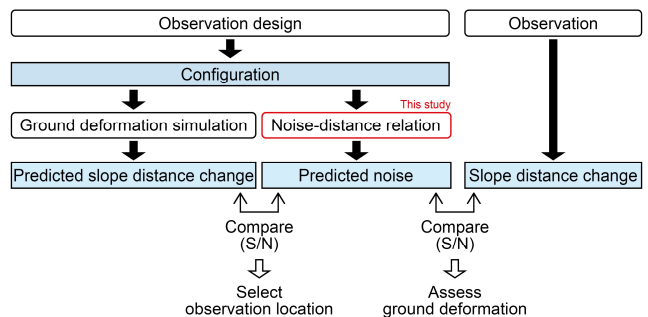 Observation design
Observation
Configuration
This study
Ground deformation simulation
Noise-distance relation
Predicted slope distance change
Predicted noise
Slope distance change
Compare
(S/N)
Compare
(S/N)
Select
observation location
Assess
ground deformation